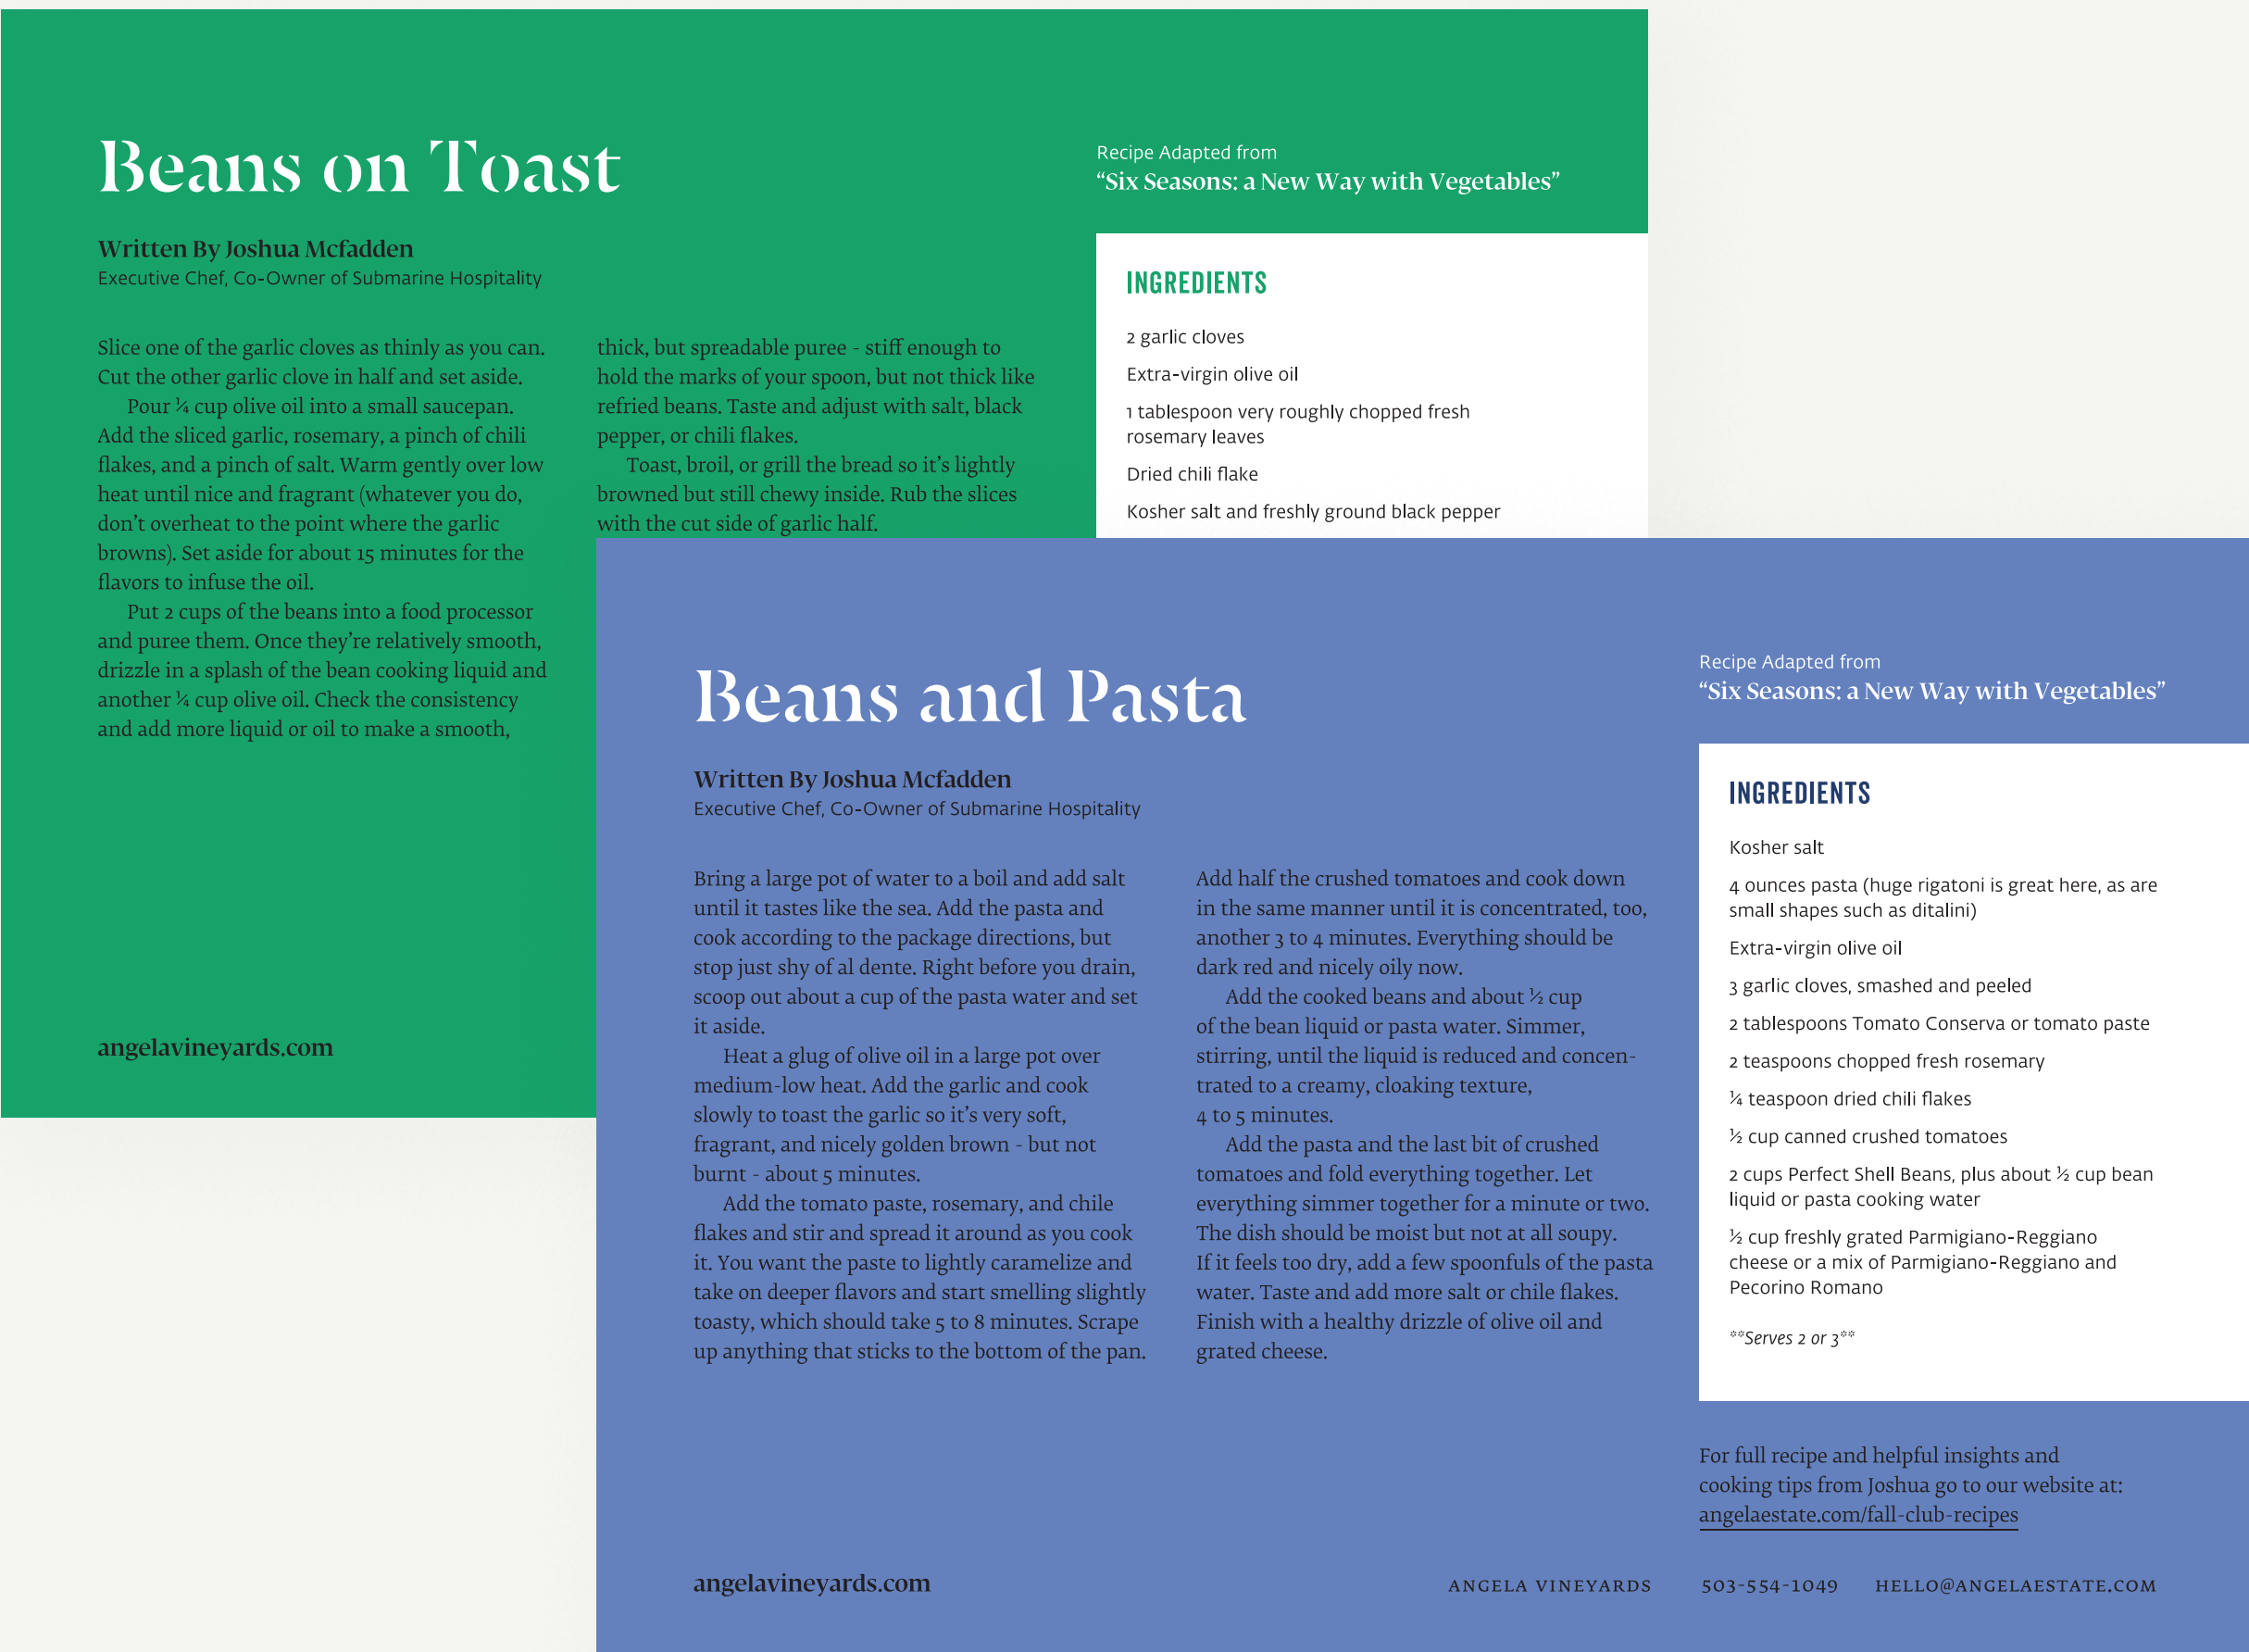 Beans on Toast
Written By Joshua Mcfadden
Executive Chef, Co-Owner of Submarine Hospitality
Slice one of the garlic cloves as thinly as you can.
Cut the other garlic clove in half and set aside.
Pour ¼ cup olive oil into a small saucepan.
Add the sliced garlic, rosemary, a pinch of chili
flakes, and a pinch of salt. Warm gently over low
heat until nice and fragrant (whatever you do,
don’t overheat to the point where the garlic
browns). Set aside for about 15 minutes for the
flavors to infuse the oil.
Put 2 cups of the beans into a food processor
and puree them. Once they’re relatively smooth,
drizzle in a splash of the bean cooking liquid and
another ¼ cup olive oil. Check the consistency
and add more liquid or oil to make a smooth,
thick, but spreadable puree - stiff enough to
hold the marks of your spoon, but not thick like
refried beans. Taste and adjust with salt, black
pepper, or chili flakes.
Toast, broil, or grill the bread so it’s lightly
browned but still chewy inside. Rub the slices
with the cut side of garlic half.
Recipe Adapted from
“Six Seasons: a New Way with Vegetables”
INGREDIENTS
2 garlic cloves
Extra-virgin olive oil
1 tablespoon very roughly chopped fresh
rosemary leaves
Dried chili flake
Kosher salt and freshly ground black pepper
angelavineyards.com
Beans and Pasta
Written By Joshua Mcfadden
Executive Chef, Co-Owner of Submarine Hospitality
Bring a large pot of water to a boil and add salt
until it tastes like the sea. Add the pasta and
cook according to the package directions, but
stop just shy of al dente. Right before you drain,
scoop out about a cup of the pasta water and set
it aside.
Heat a glug of olive oil in a large pot over
medium-low heat. Add the garlic and cook
slowly to toast the garlic so it’s very soft,
fragrant, and nicely golden brown - but not
burnt - about 5 minutes.
Add the tomato paste, rosemary, and chile
flakes and stir and spread it around as you cook
it. You want the paste to lightly caramelize and
take on deeper flavors and start smelling slightly
toasty, which should take 5 to 8 minutes. Scrape
up anything that sticks to the bottom of the pan.
Add half the crushed tomatoes and cook down
in the same manner until it is concentrated, too,
another 3 to 4 minutes. Everything should be
dark red and nicely oily now.
Add the cooked beans and about ½ cup
of the bean liquid or pasta water. Simmer,
stirring, until the liquid is reduced and concen-
trated to a creamy, cloaking texture,
4 to 5 minutes.
Add the pasta and the last bit of crushed
tomatoes and fold everything together. Let
everything simmer together for a minute or two.
The dish should be moist but not at all soupy.
If it feels too dry, add a few spoonfuls of the pasta
water. Taste and add more salt or chile flakes.
Finish with a healthy drizzle of olive oil and
grated cheese.
Recipe Adapted from
“Six Seasons: a New Way with Vegetables”
INGREDIENTS
Kosher salt
4 ounces pasta (huge rigatoni is great here, as are
small shapes such as ditalini)
Extra-virgin olive oil
3 garlic cloves, smashed and peeled
2 tablespoons Tomato Conserva or tomato paste
2 teaspoons chopped fresh rosemary
¼ teaspoon dried chili flakes
½ cup canned crushed tomatoes
2 cups Perfect Shell Beans, plus about ½ cup bean
liquid or pasta cooking water
½ cup freshly grated Parmigiano-Reggiano
cheese or a mix of Parmigiano-Reggiano and
Pecorino Romano
**Serves 2 or 3**
For full recipe and helpful insights and
cooking tips from Joshua go to our website at:
angelaestate.com/fall-club-recipes
angelavineyards.com
ANGELA VINEYARDS 503-554-1049 HELLO@ANGELAESTATE.COM